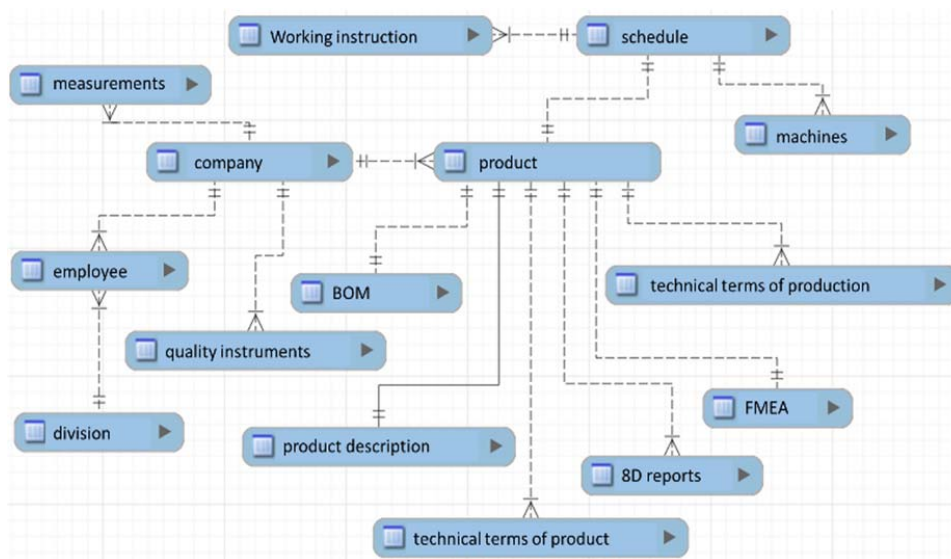 Working instruction
schedule
measurements
machines
company
product
employee
BOM
technical terms of production
quality instruments
FMEA
division
product description
8D reports
technical terms of product